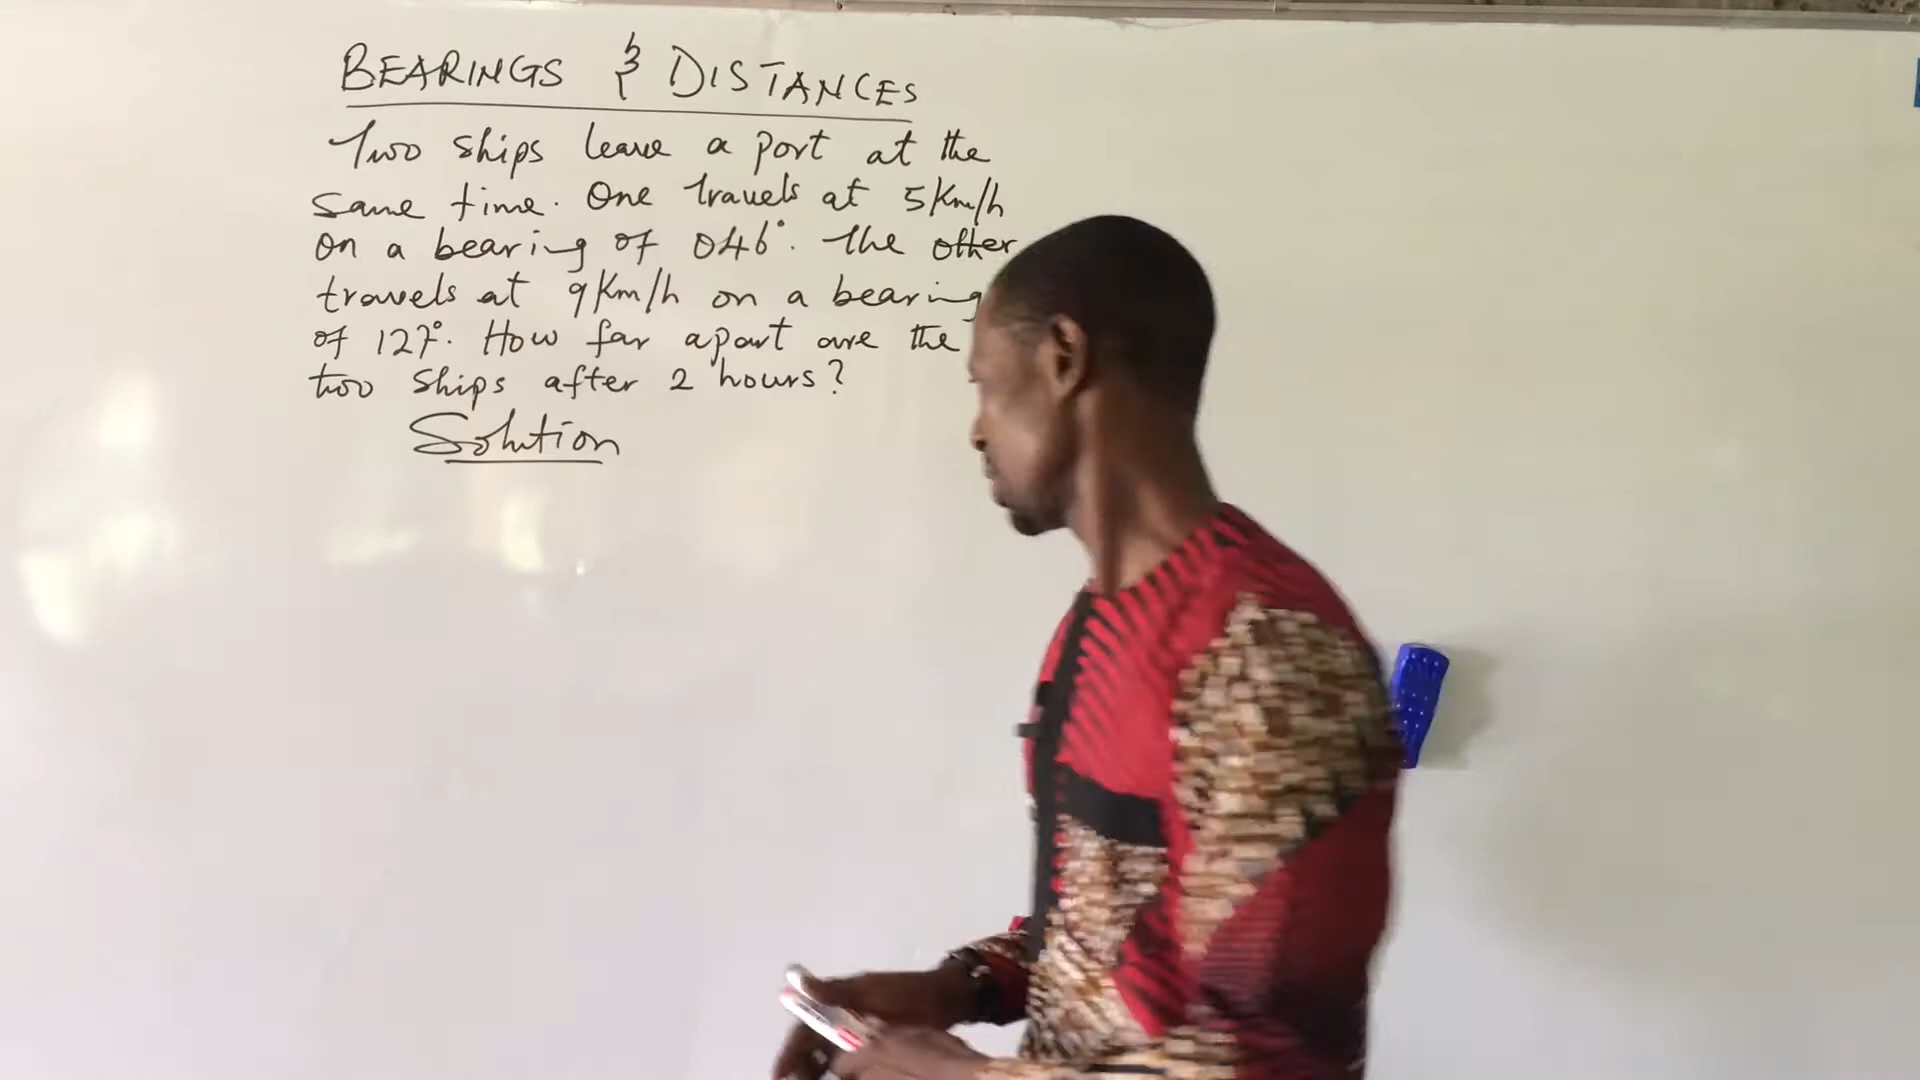 BEARINGS & DISTANCES
Two ships leave a port at the
same time. One travels at 5Km/h
on a bearing of 046°. The other
travels at 9Km/h on a bearing
of 127°. How far apart are the
two ships after 2 hours?
Solution